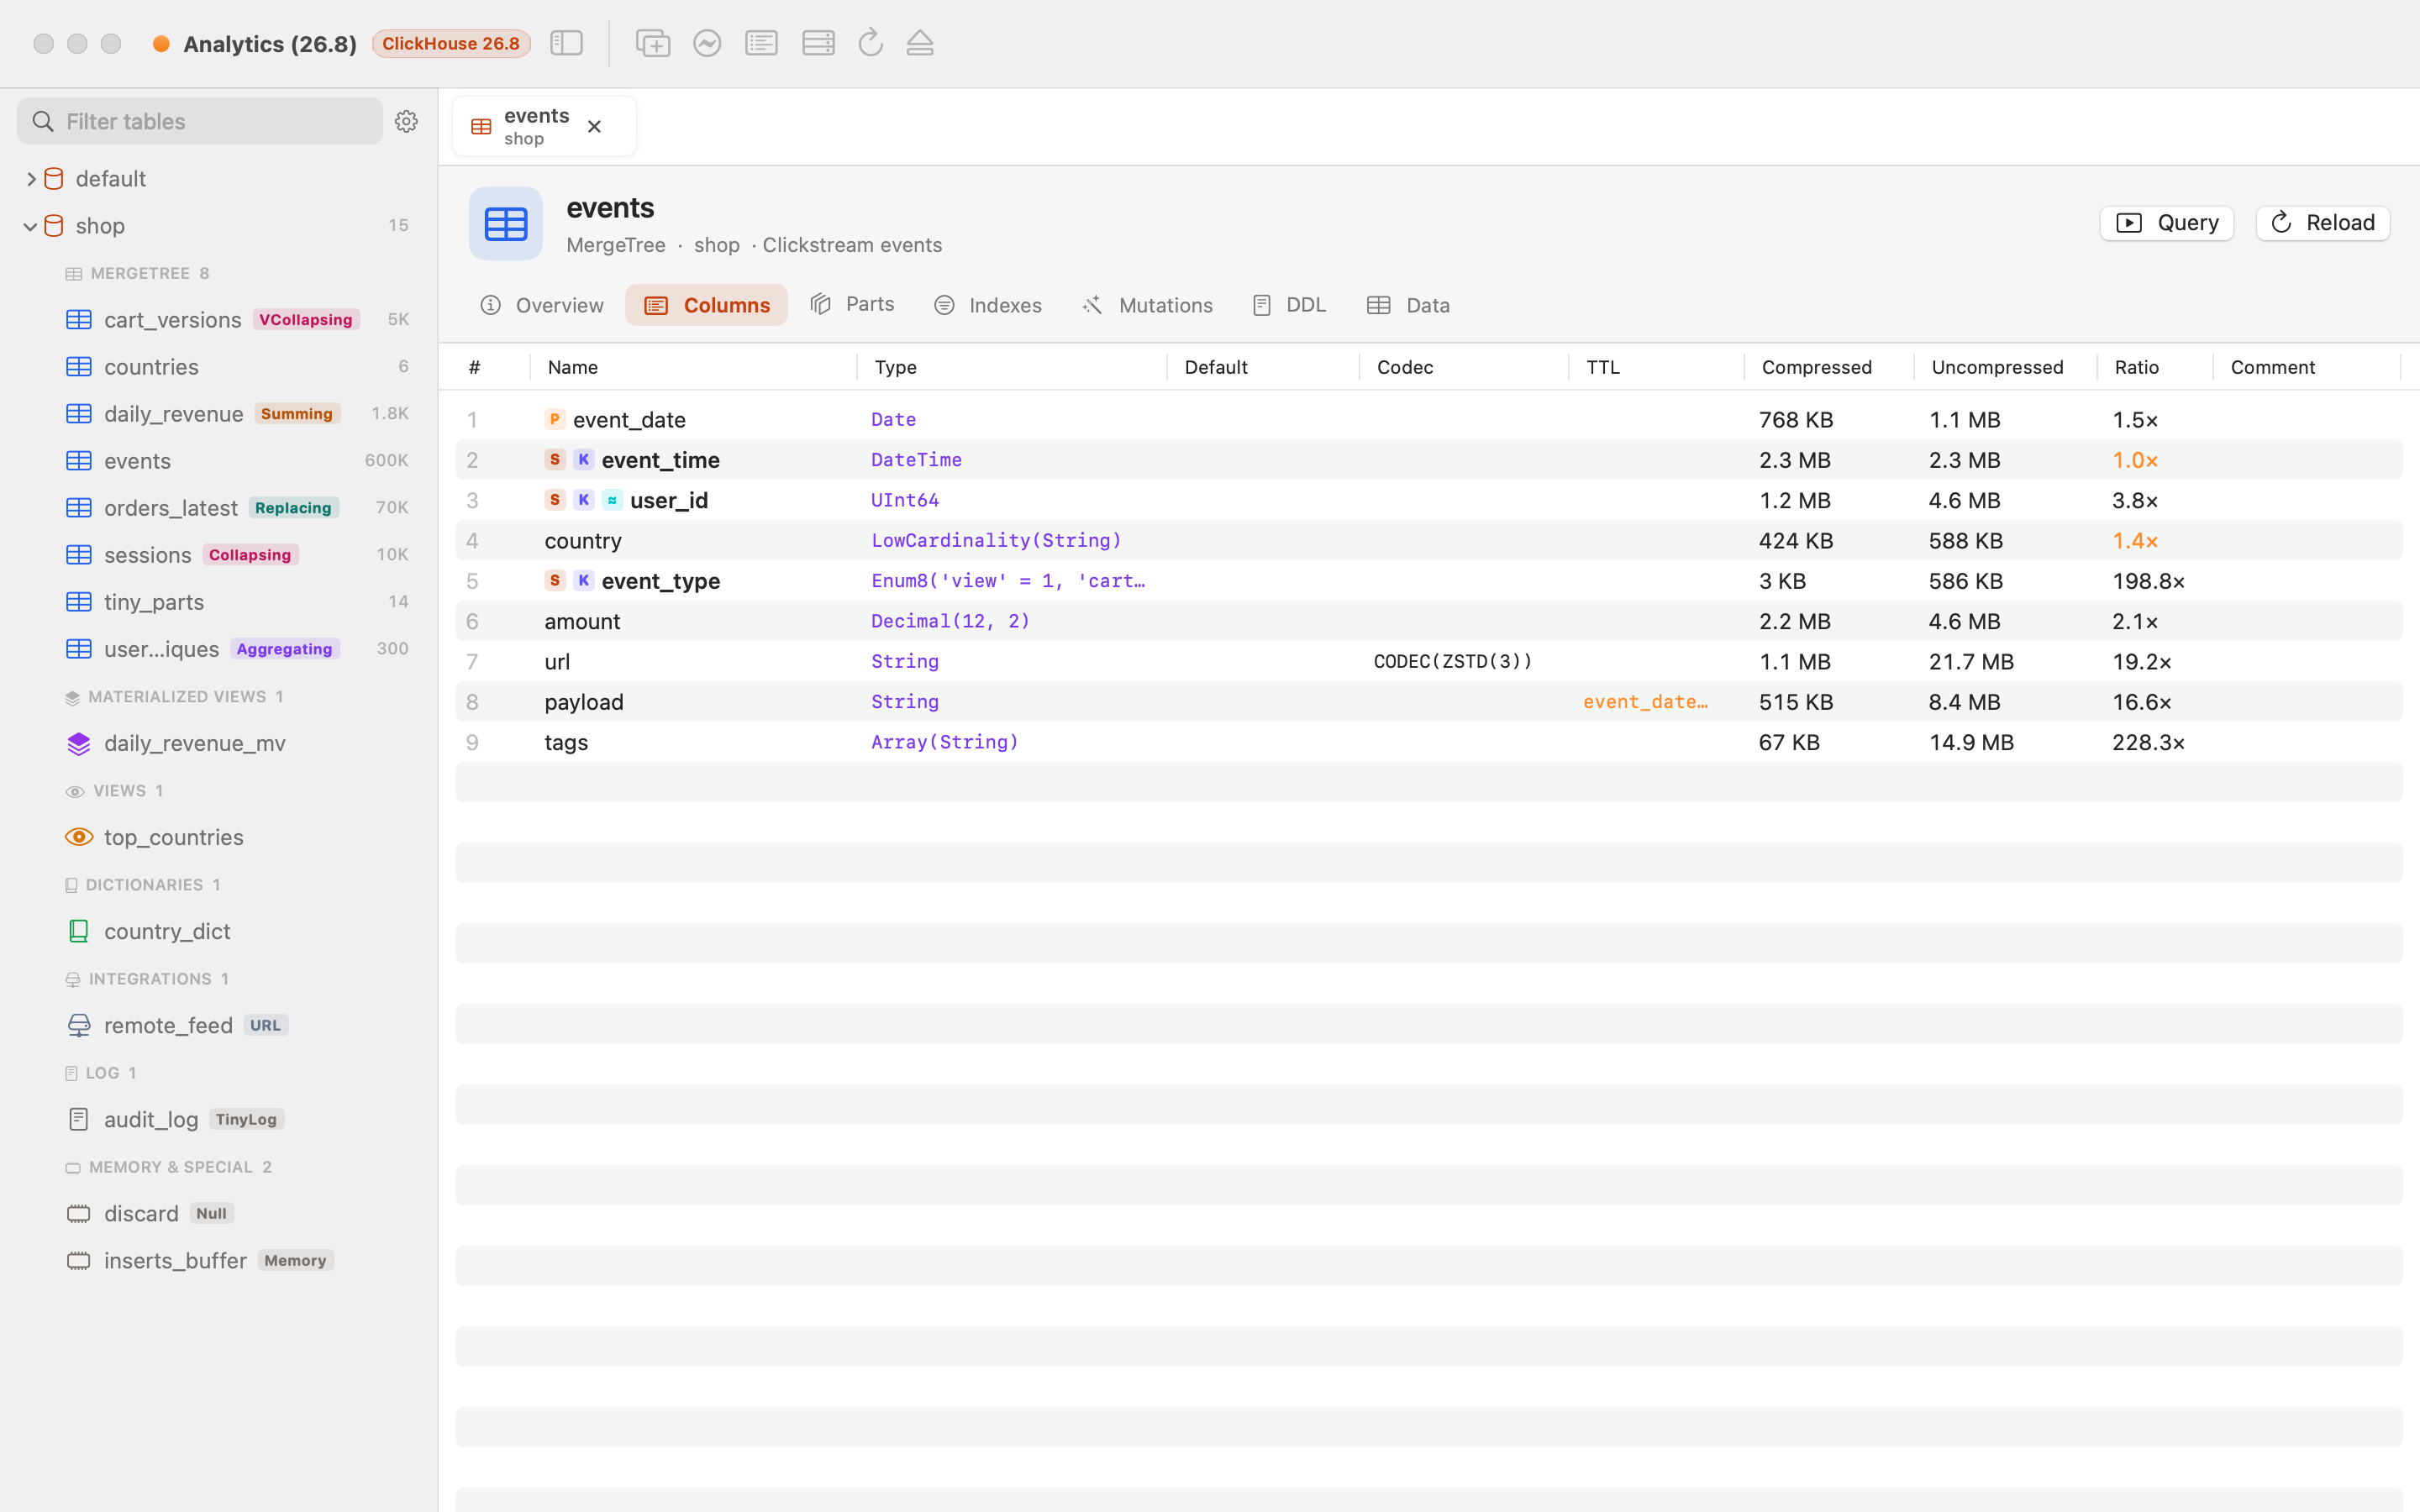 Analytics (26.8) ClickHouse 26.8
Filter tables
default
shop 15
MERGETREE 8
cart_versions VCollapsing 5K
countries 6
daily_revenue Summing 1.8K
events 600K
orders_latest Replacing 70K
sessions Collapsing 10K
tiny_parts 14
user...iques Aggregating 300
MATERIALIZED VIEWS 1
daily_revenue_mv
VIEWS 1
top_countries
DICTIONARIES 1
country_dict
INTEGRATIONS 1
remote_feed URL
LOG 1
audit_log TinyLog
MEMORY & SPECIAL 2
discard Null
inserts_buffer Memory
events
shop
events
MergeTree · shop · Clickstream events
Query Reload
Overview Columns Parts Indexes Mutations DDL Data
# Name Type Default Codec TTL Compressed Uncompressed Ratio Comment
1 P event_date Date 768 KB 1.1 MB 1.5×
2 S K event_time DateTime 2.3 MB 2.3 MB 1.0×
3 S K ≈ user_id UInt64 1.2 MB 4.6 MB 3.8×
4 country LowCardinality(String) 424 KB 588 KB 1.4×
5 S K event_type Enum8('view' = 1, 'cart… 3 KB 586 KB 198.8×
6 amount Decimal(12, 2) 2.2 MB 4.6 MB 2.1×
7 url String CODEC(ZSTD(3)) 1.1 MB 21.7 MB 19.2×
8 payload String event_date… 515 KB 8.4 MB 16.6×
9 tags Array(String) 67 KB 14.9 MB 228.3×